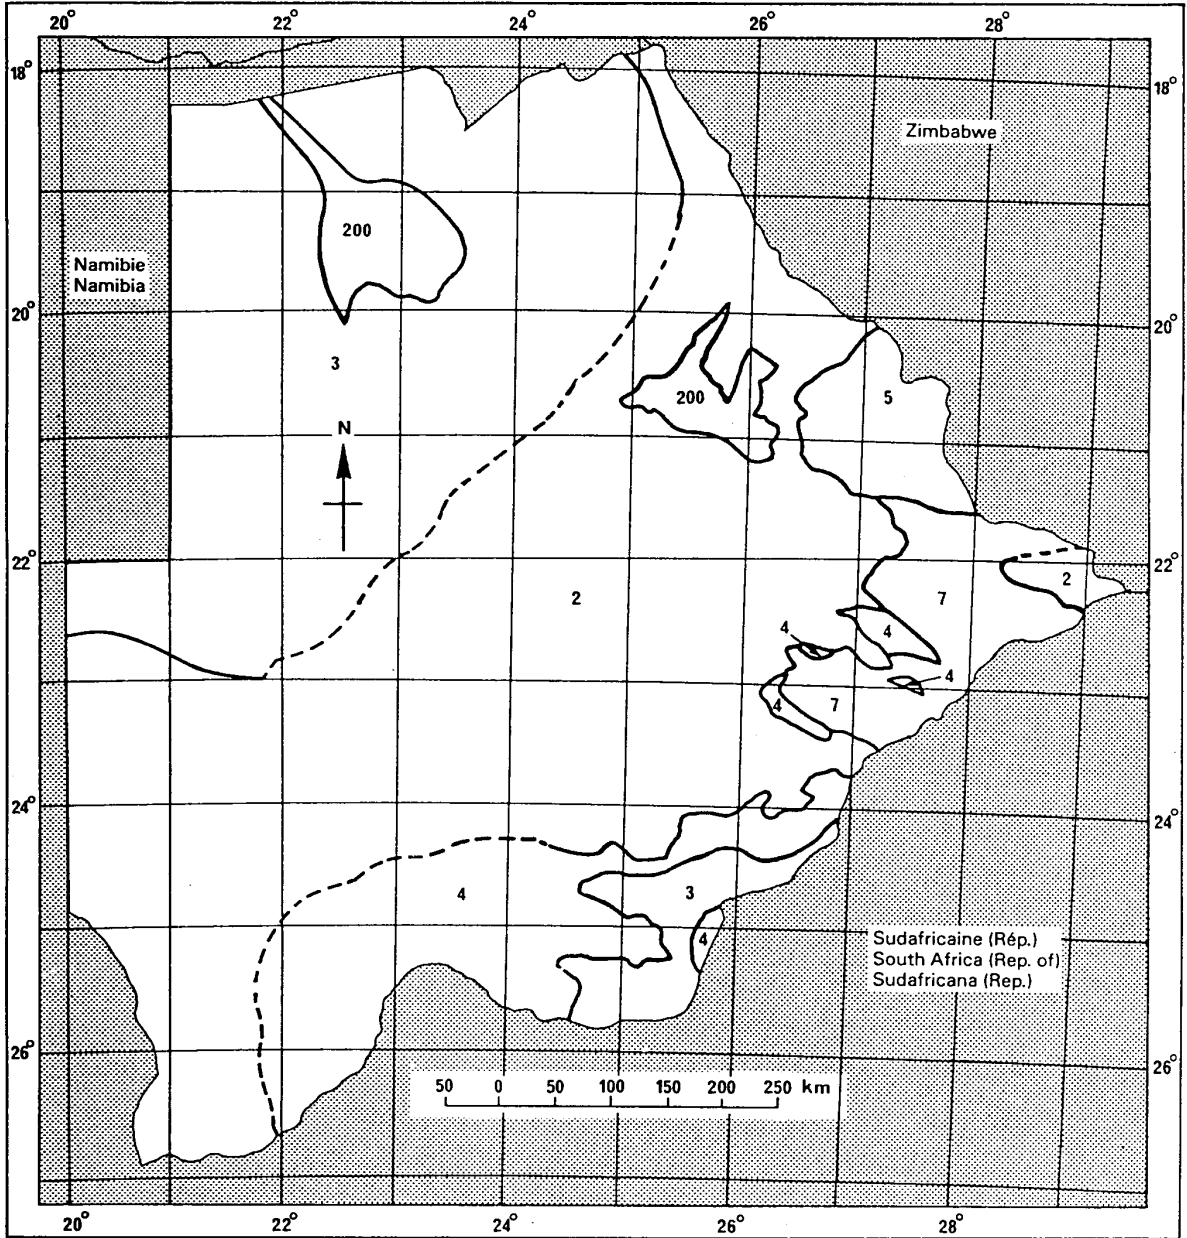 20° 22° 24° 26° 28°
18° 18°
Zimbabwe
200
Namibie
Namibia
20° 20°
3
200 5
N
22° 22°
2
2 7
4 4
4
4 7
24° 24°
4 3
4
Sudafricaine (Rép.)
South Africa (Rep. of)
Sudafricana (Rep.)
26° 26°
50 0 50 100 150 200 250 km
20° 22° 24° 26° 28°